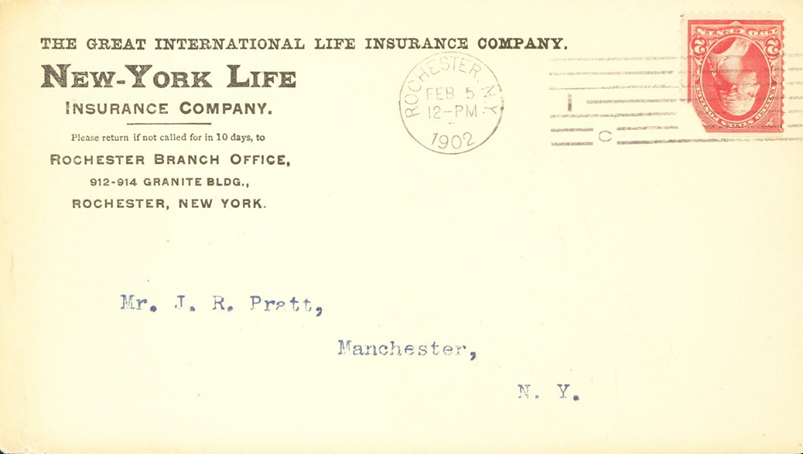 THE GREAT INTERNATIONAL LIFE INSURANCE COMPANY.
NEW-YORK LIFE
INSURANCE COMPANY.
Please return if not called for in 10 days, to
ROCHESTER BRANCH OFFICE,
912-914 GRANITE BLDG.,
ROCHESTER, NEW YORK.
ROCHESTER, N.Y.
FEB 5
12-PM
1902
I
C
2 2
Mr. J. R. Pratt,
Manchester,
N. Y.